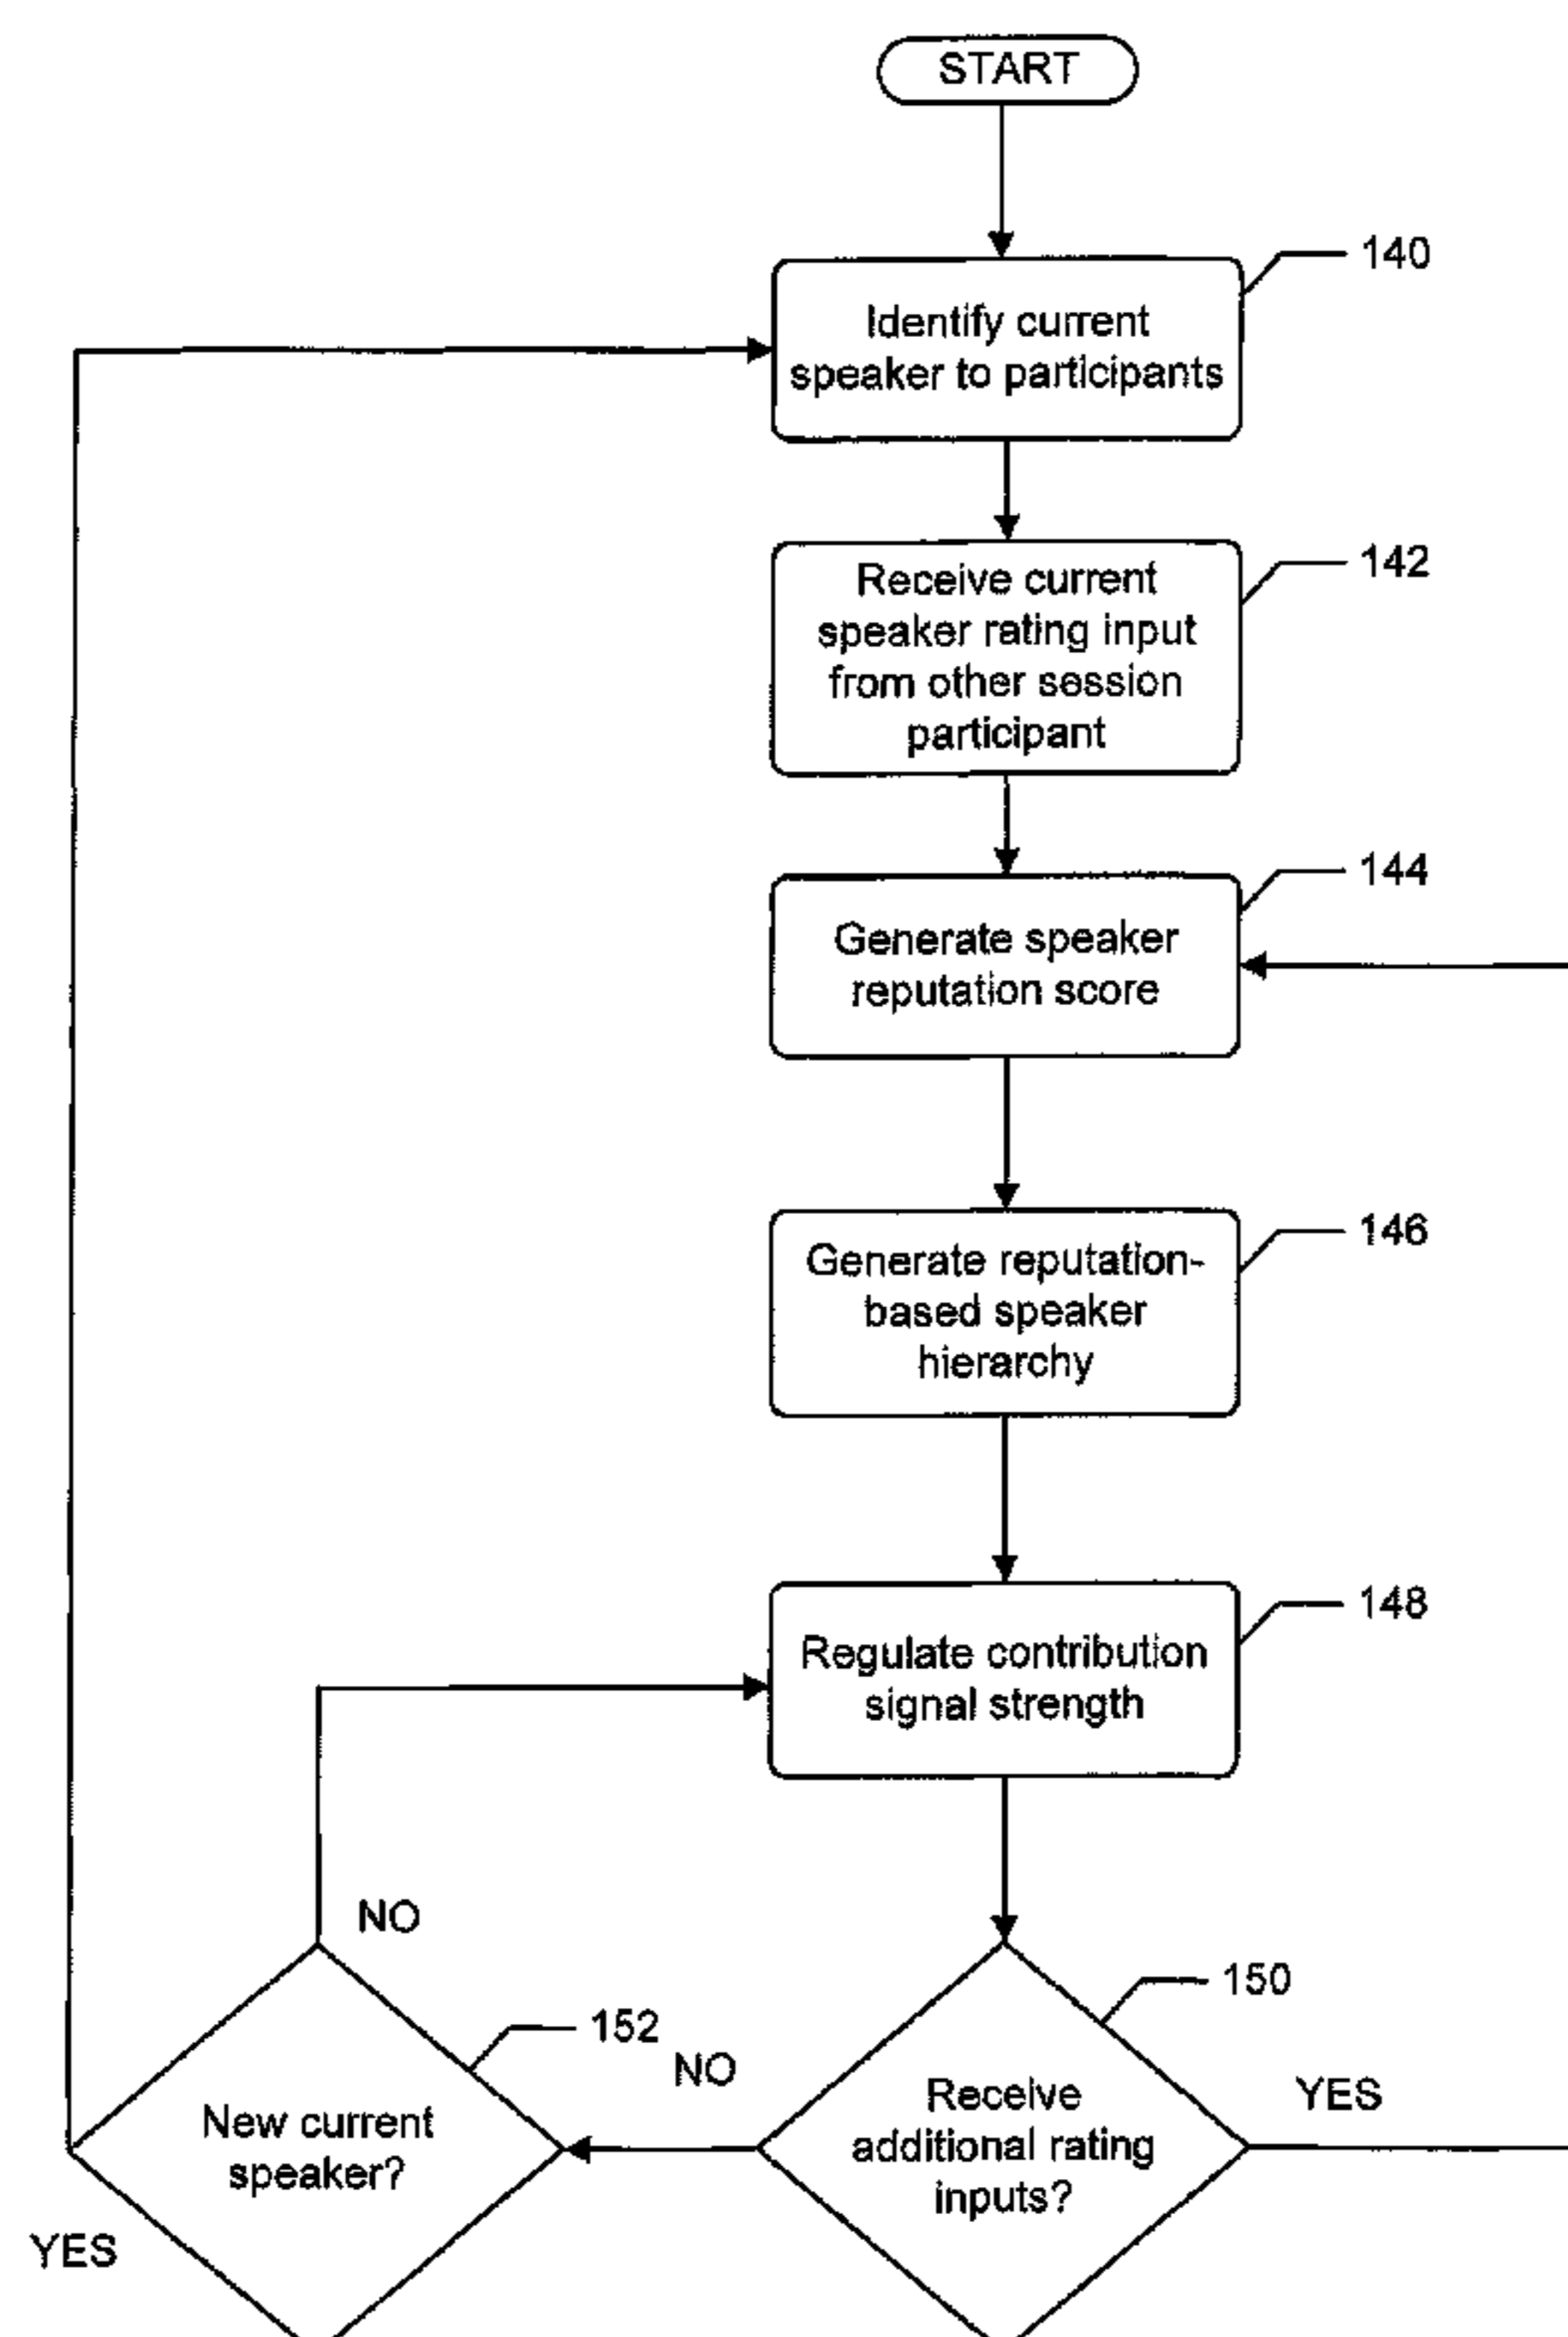 START
140
Identify current
speaker to participants
142
Receive current
speaker rating input
from other session
participant
144
Generate speaker
reputation score
146
Generate reputation-
based speaker
hierarchy
148
Regulate contribution
signal strength
NO
150
152
NO
Receive
additional rating
inputs?
YES
New current
speaker?
YES